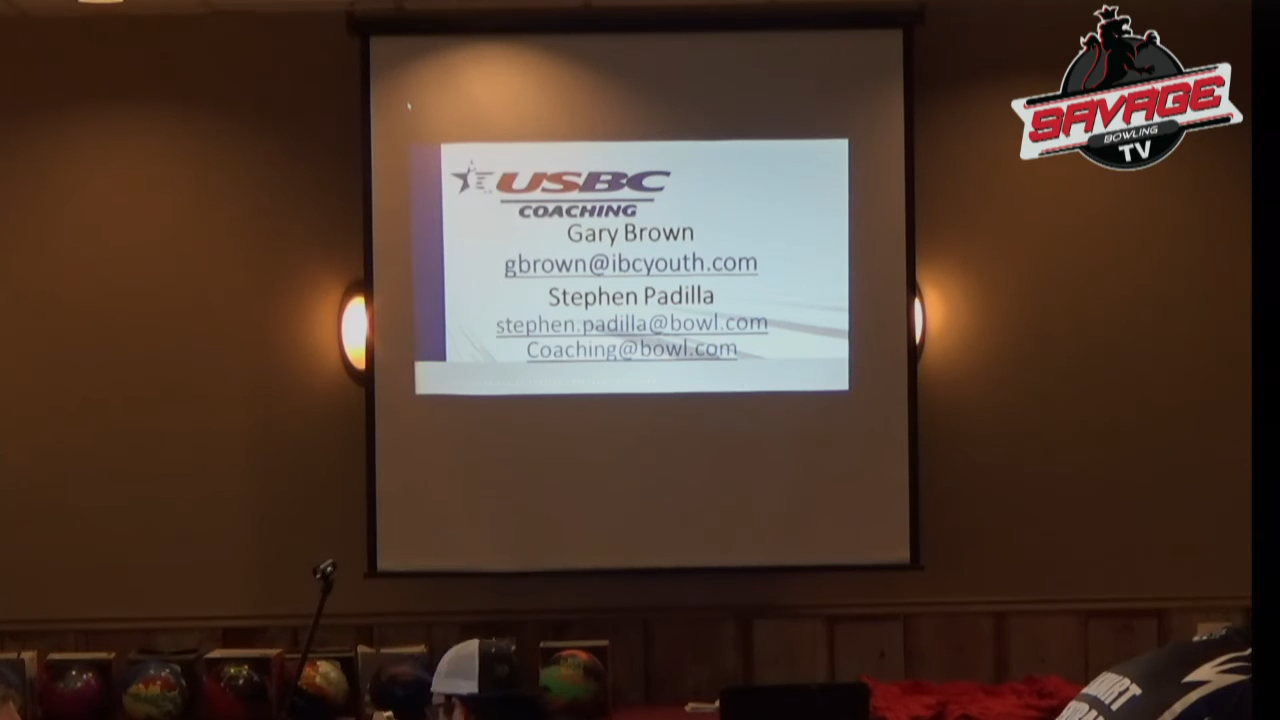 USBC
COACHING
Gary Brown
gbrown@ibcyouth.com
Stephen Padilla
stephen.padilla@bowl.com
Coaching@bowl.com
SAVAGE
BOWLING
TV